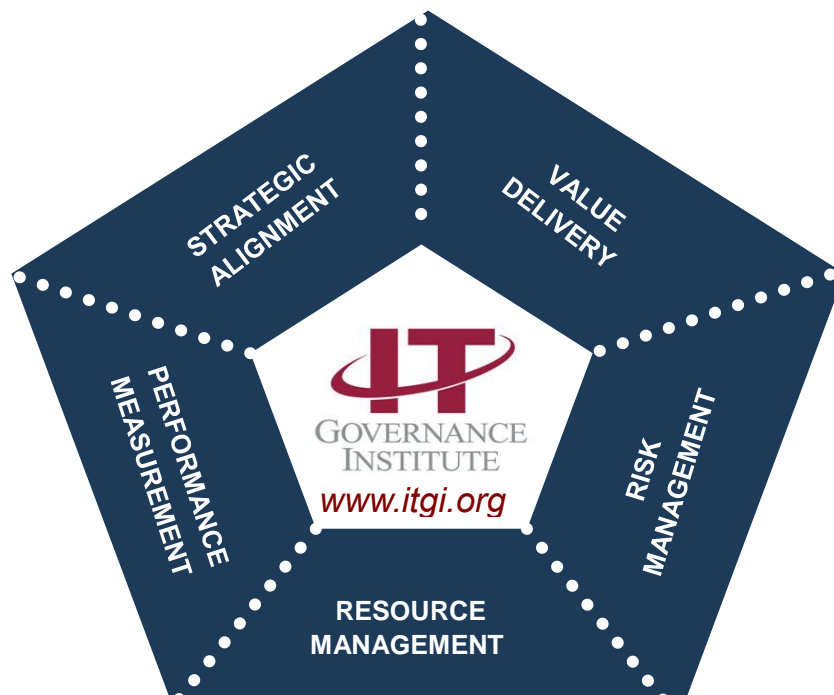 STRATEGIC
ALIGNMENT
VALUE
DELIVERY
PERFORMANCE
MEASUREMENT
IT
GOVERNANCE
INSTITUTE
www.itgi.org
RISK
MANAGEMENT
RESOURCE
MANAGEMENT